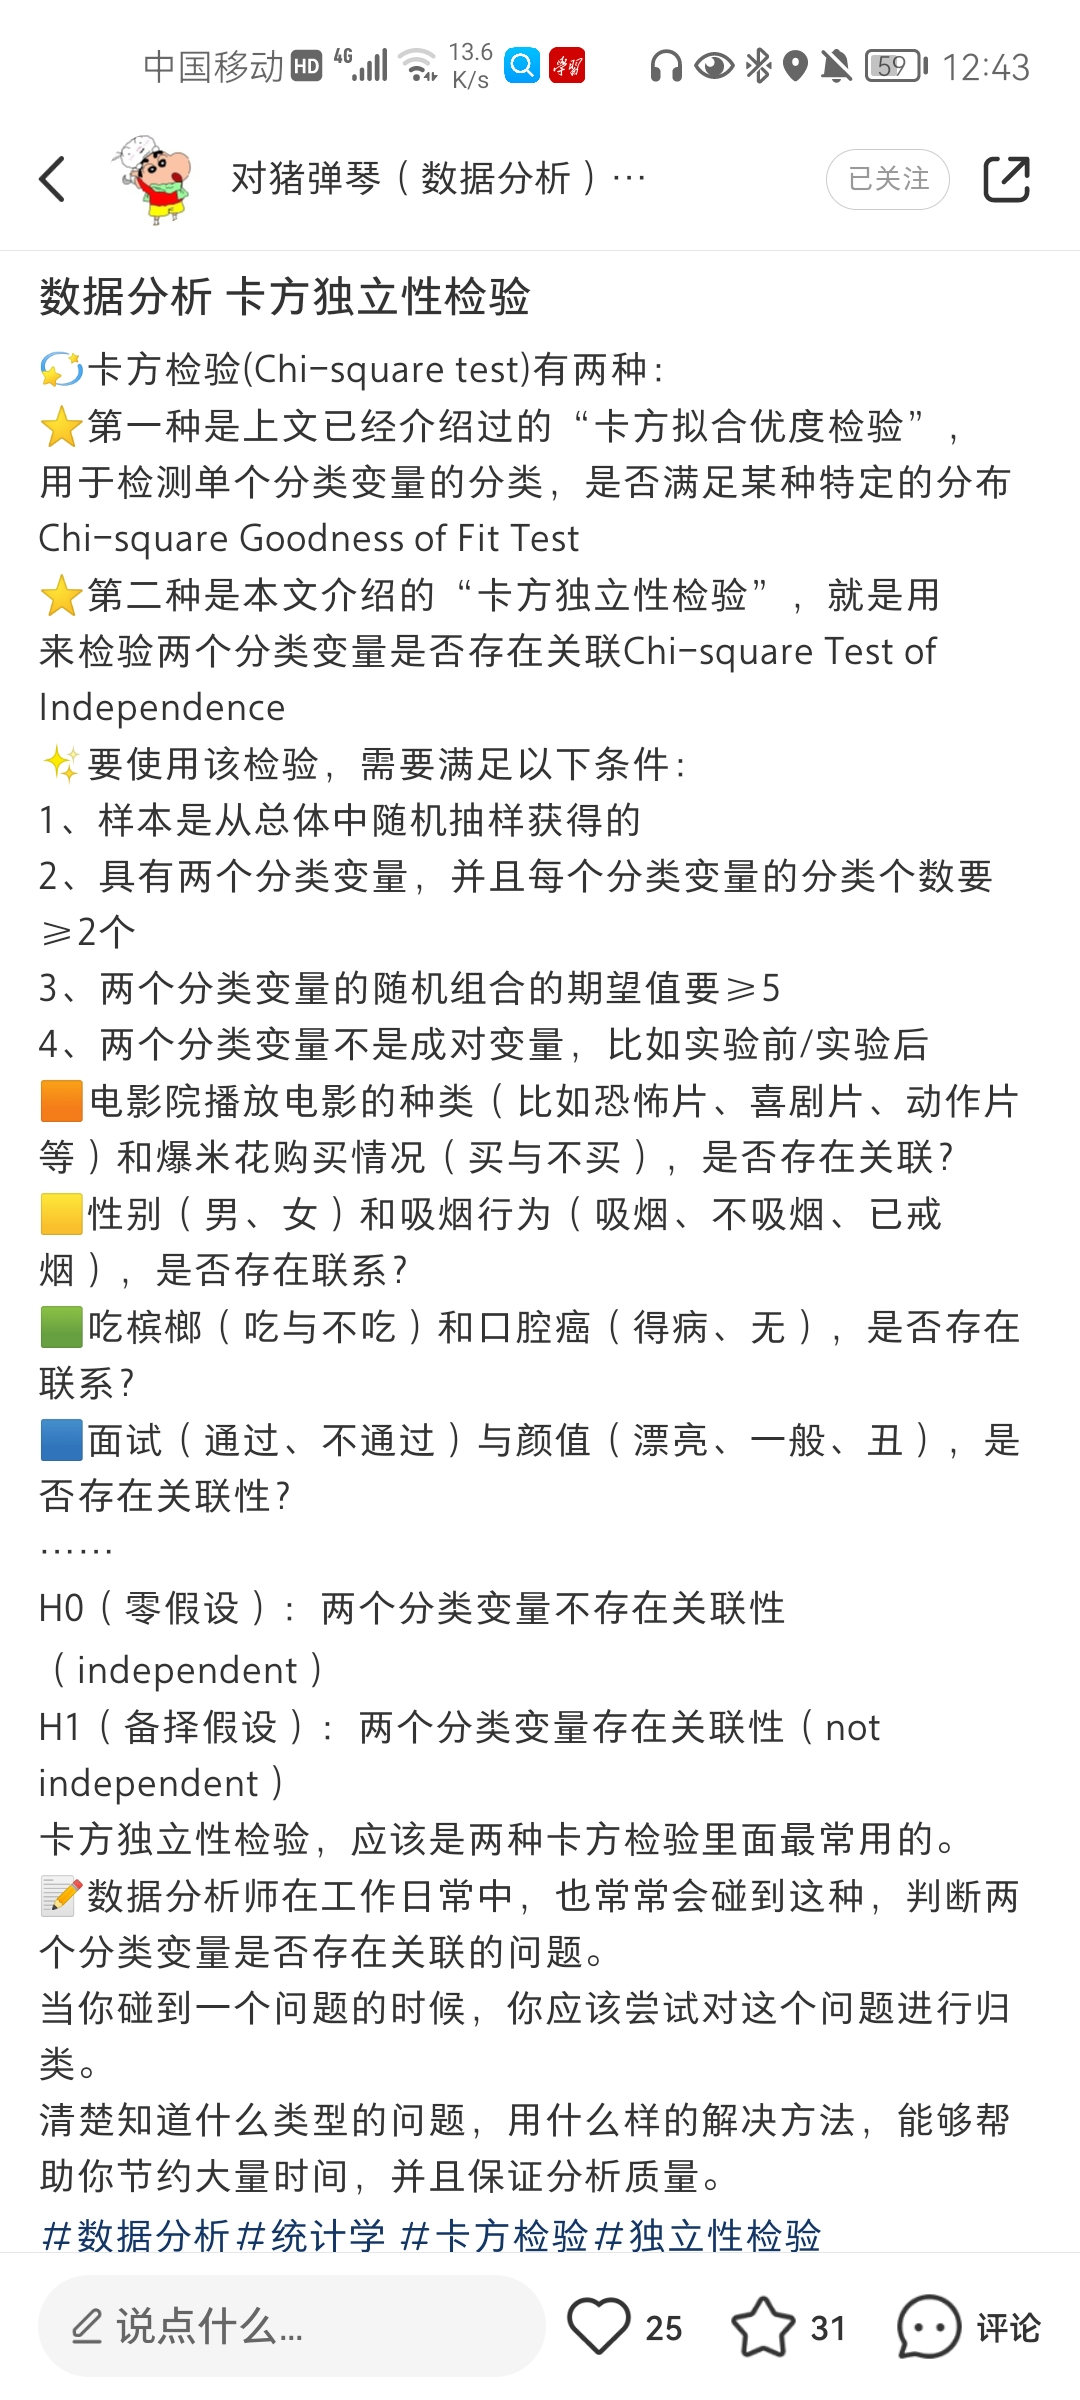 中国移动 HD 4G 13.6 K/s 学习 59 12:43
对猪弹琴（数据分析）… 已关注
数据分析 卡方独立性检验
💫卡方检验(Chi-square test)有两种：
⭐第一种是上文已经介绍过的“卡方拟合优度检验”，
用于检测单个分类变量的分类，是否满足某种特定的分布
Chi-square Goodness of Fit Test
⭐第二种是本文介绍的“卡方独立性检验”，就是用
来检验两个分类变量是否存在关联Chi-square Test of
Independence
✨要使用该检验，需要满足以下条件：
1、样本是从总体中随机抽样获得的
2、具有两个分类变量，并且每个分类变量的分类个数要
≥2个
3、两个分类变量的随机组合的期望值要≥5
4、两个分类变量不是成对变量，比如实验前/实验后
🟧电影院播放电影的种类（比如恐怖片、喜剧片、动作片
等）和爆米花购买情况（买与不买），是否存在关联？
🟨性别（男、女）和吸烟行为（吸烟、不吸烟、已戒
烟），是否存在联系？
🟩吃槟榔（吃与不吃）和口腔癌（得病、无），是否存在
联系？
🟦面试（通过、不通过）与颜值（漂亮、一般、丑），是
否存在关联性？
……
H0（零假设）：两个分类变量不存在关联性
（independent）
H1（备择假设）：两个分类变量存在关联性（not
independent）
卡方独立性检验，应该是两种卡方检验里面最常用的。
📝数据分析师在工作日常中，也常常会碰到这种，判断两
个分类变量是否存在关联的问题。
当你碰到一个问题的时候，你应该尝试对这个问题进行归
类。
清楚知道什么类型的问题，用什么样的解决方法，能够帮
助你节约大量时间，并且保证分析质量。
#数据分析#统计学 #卡方检验#独立性检验
说点什么... 25 31 评论